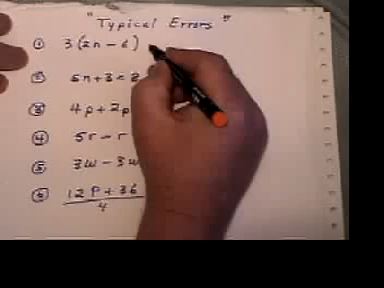 "Typical Errors"
① 3(2n - 6)
② 5n + 3 = 2
③ 4p + 2p
④ 5r - r
⑤ 3w - 3w
⑥ 12p + 36
4